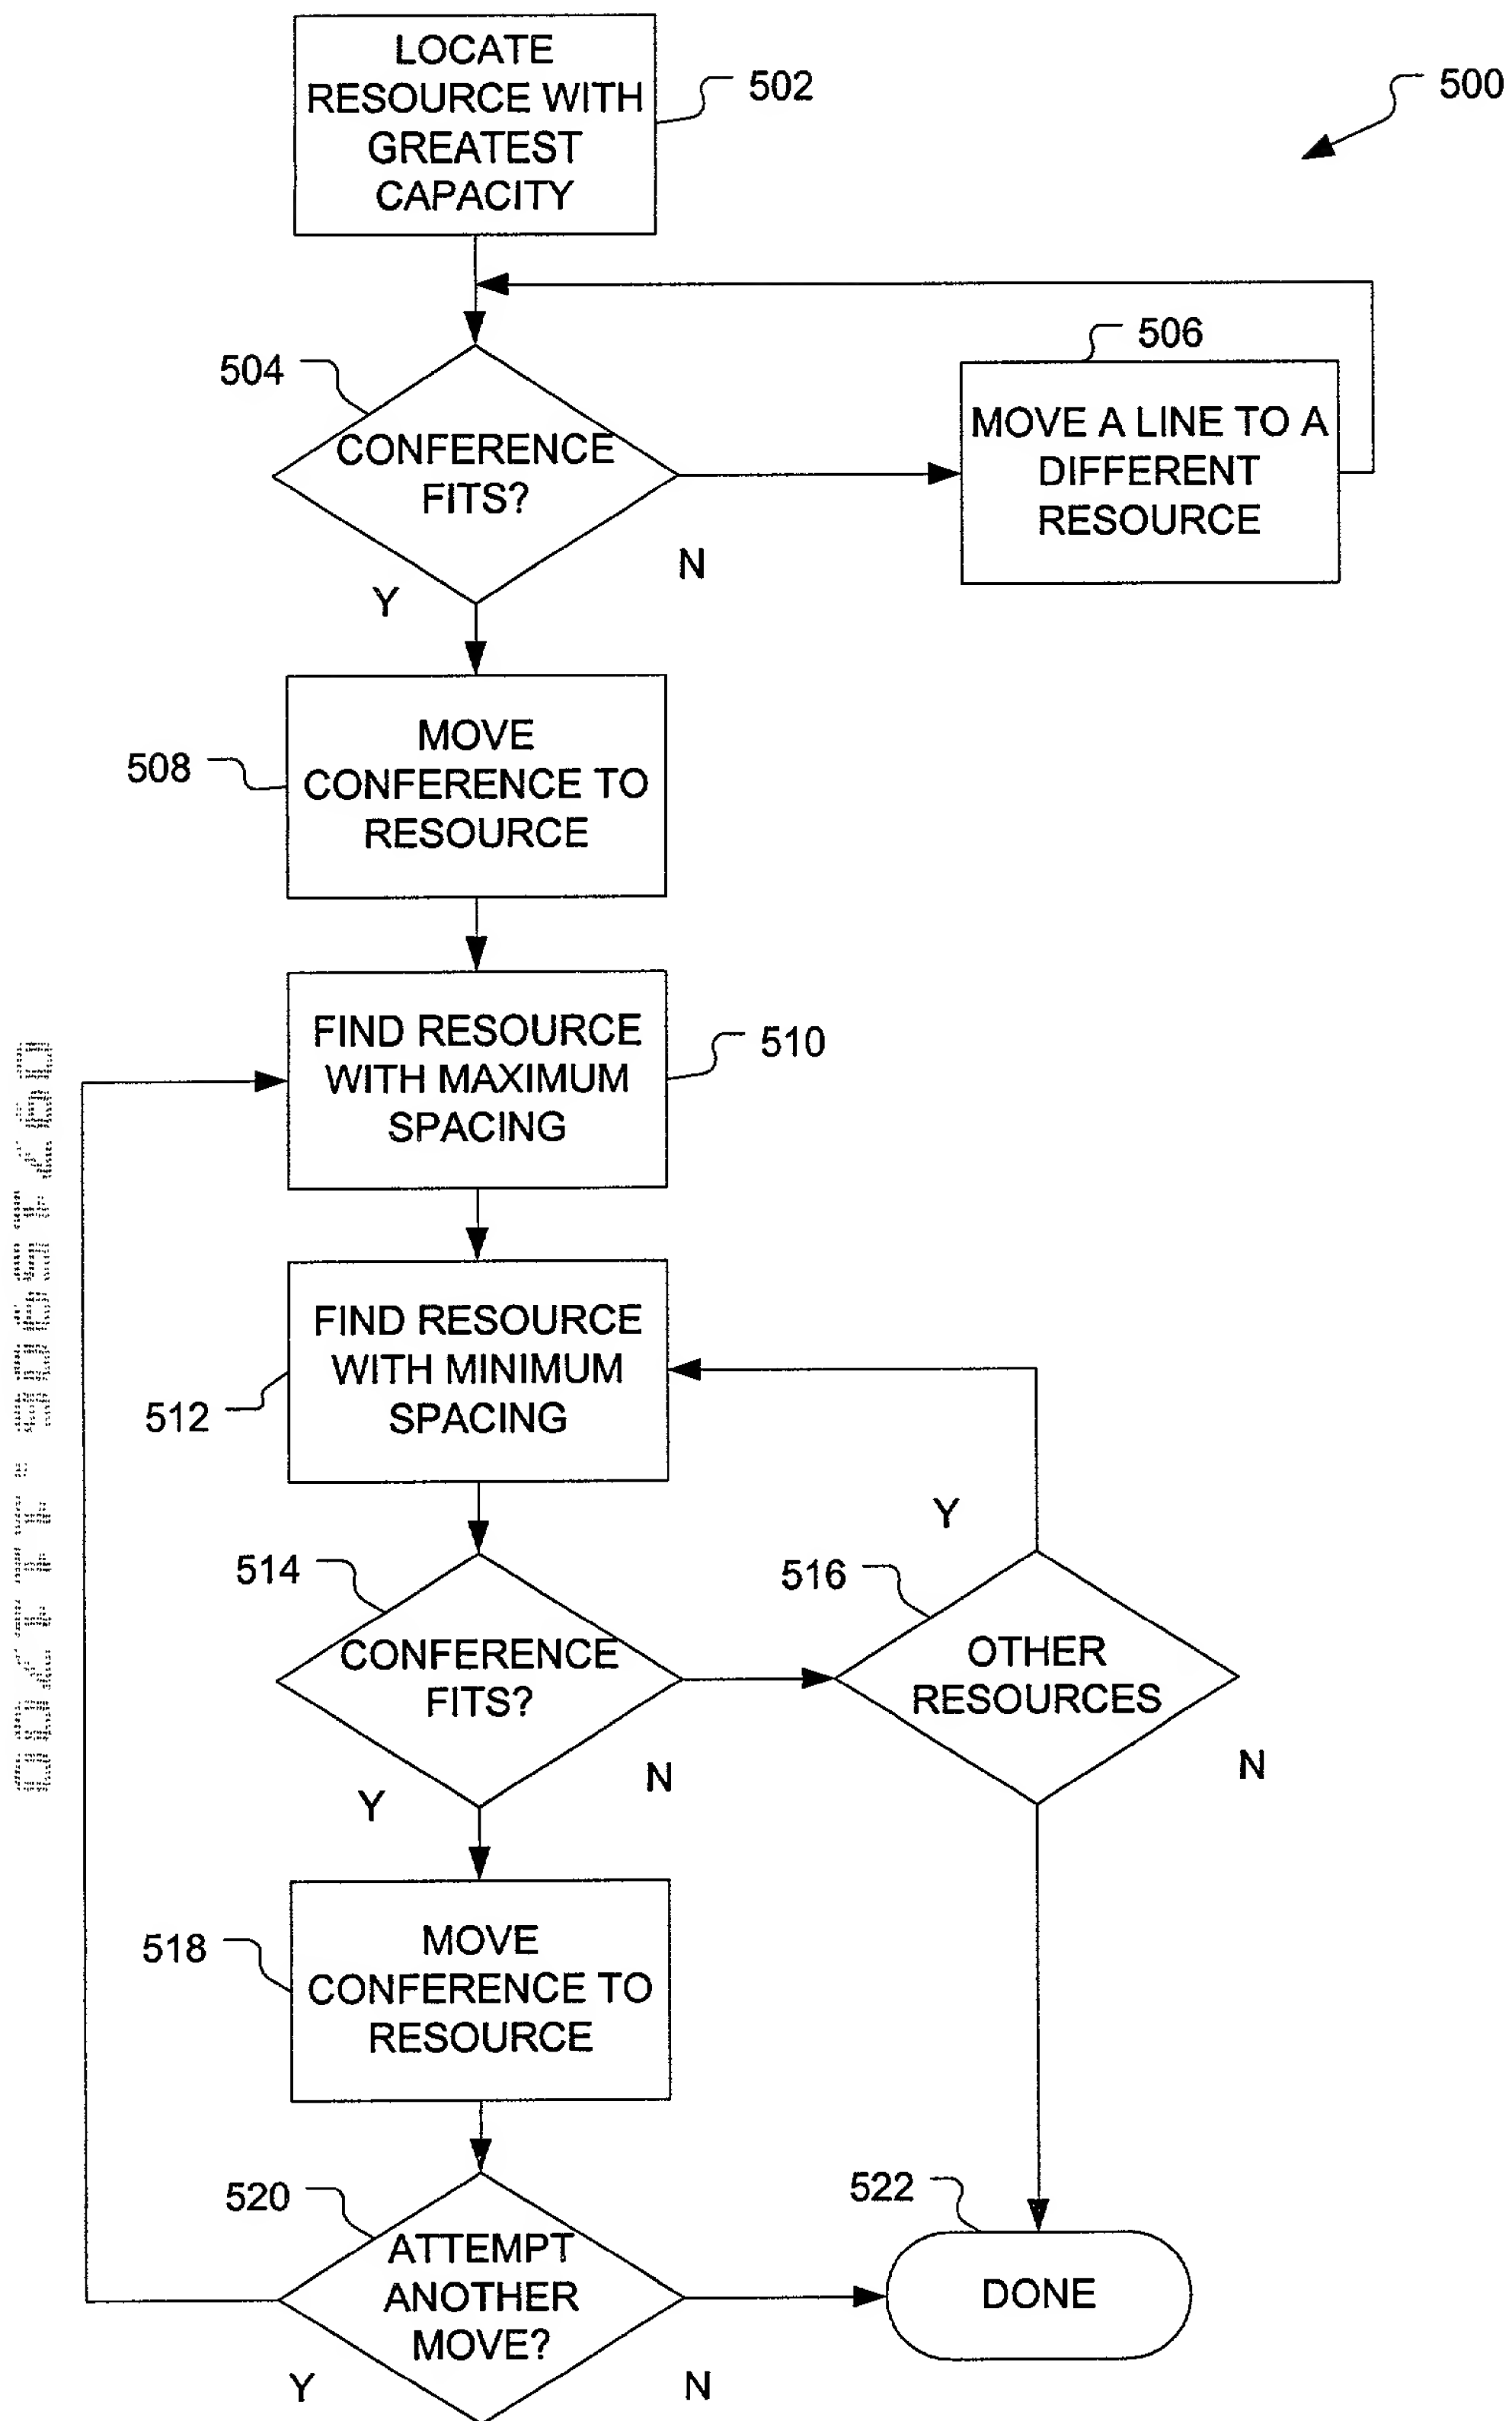 LOCATE
RESOURCE WITH
GREATEST
CAPACITY
502
500
504
CONFERENCE
FITS?
506
MOVE A LINE TO A
DIFFERENT
RESOURCE
N
Y
508
MOVE
CONFERENCE TO
RESOURCE
FIND RESOURCE
WITH MAXIMUM
SPACING
510
FIND RESOURCE
WITH MINIMUM
SPACING
512
Y
514
CONFERENCE
FITS?
516
OTHER
RESOURCES
N
N
Y
518
MOVE
CONFERENCE TO
RESOURCE
520
ATTEMPT
ANOTHER
MOVE?
522
DONE
Y
N